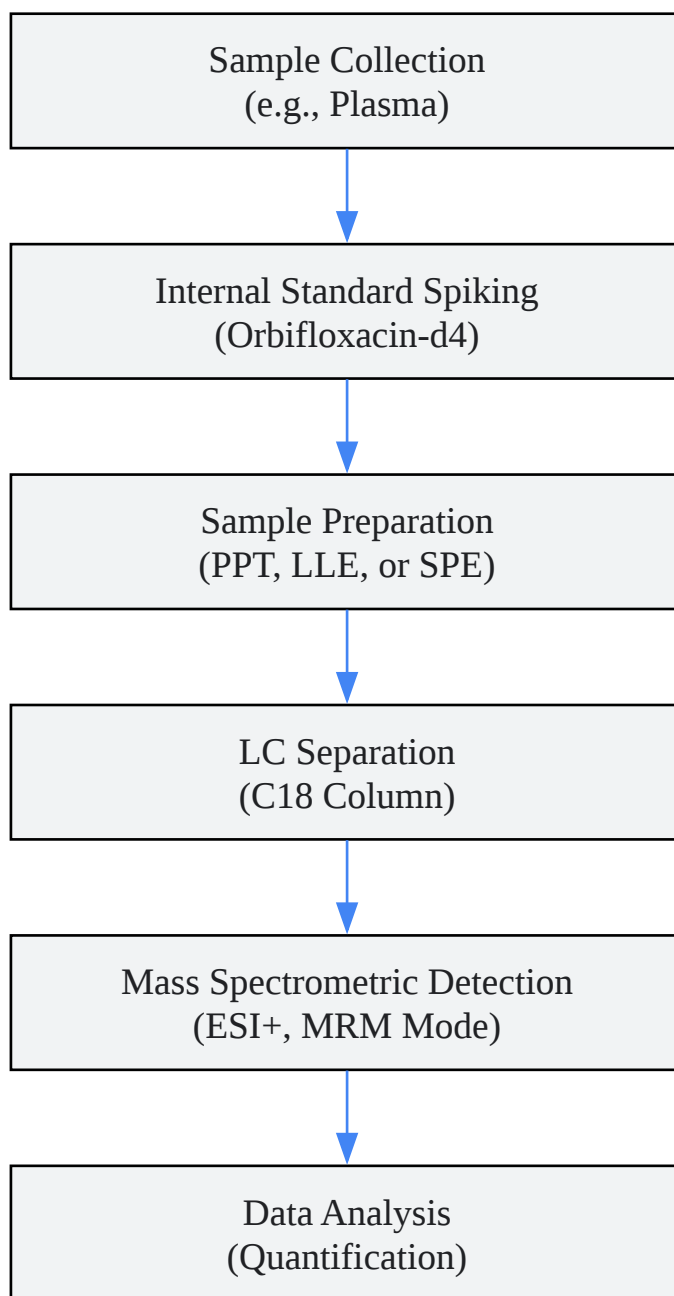 Sample Collection
(e.g., Plasma)
Internal Standard Spiking
(Orbifloxacin-d4)
Sample Preparation
(PPT, LLE, or SPE)
LC Separation
(C18 Column)
Mass Spectrometric Detection
(ESI+, MRM Mode)
Data Analysis
(Quantification)